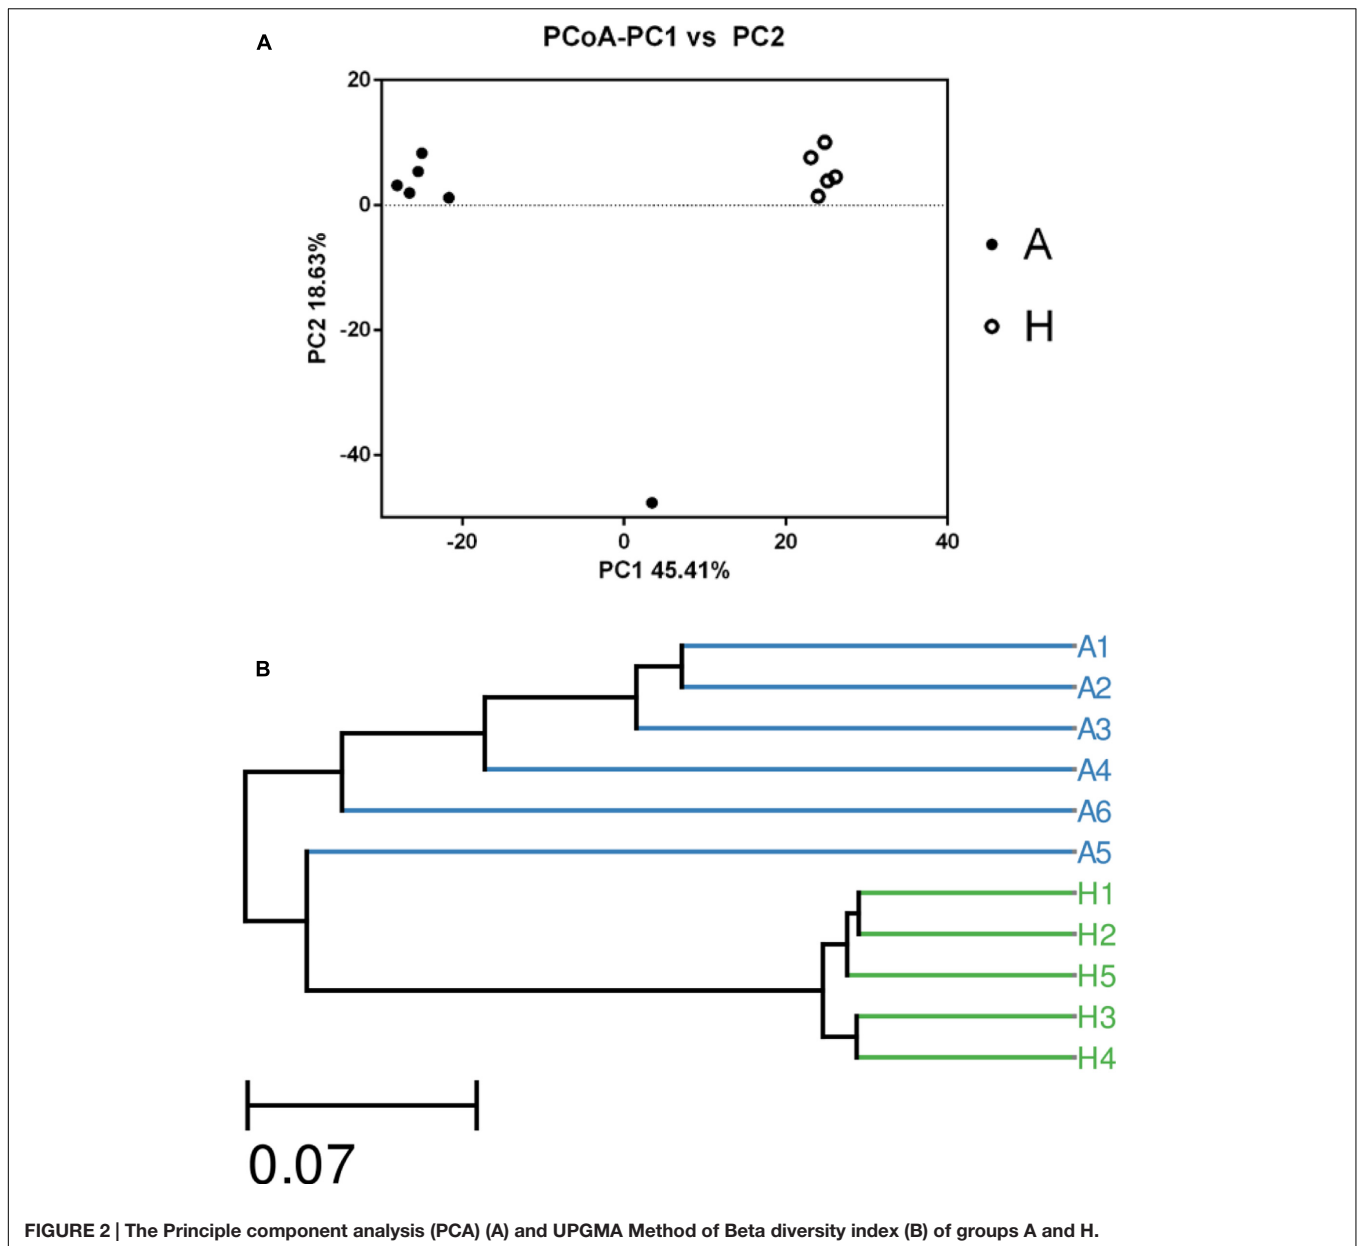 A
PCoA-PC1 vs PC2
20
0
-20
-40
PC2 18.63%
-20
0
20
40
PC1 45.41%
A
H
B
A1
A2
A3
A4
A6
A5
H1
H2
H5
H3
H4
0.07
FIGURE 2 | The Principle component analysis (PCA) (A) and UPGMA Method of Beta diversity index (B) of groups A and H.